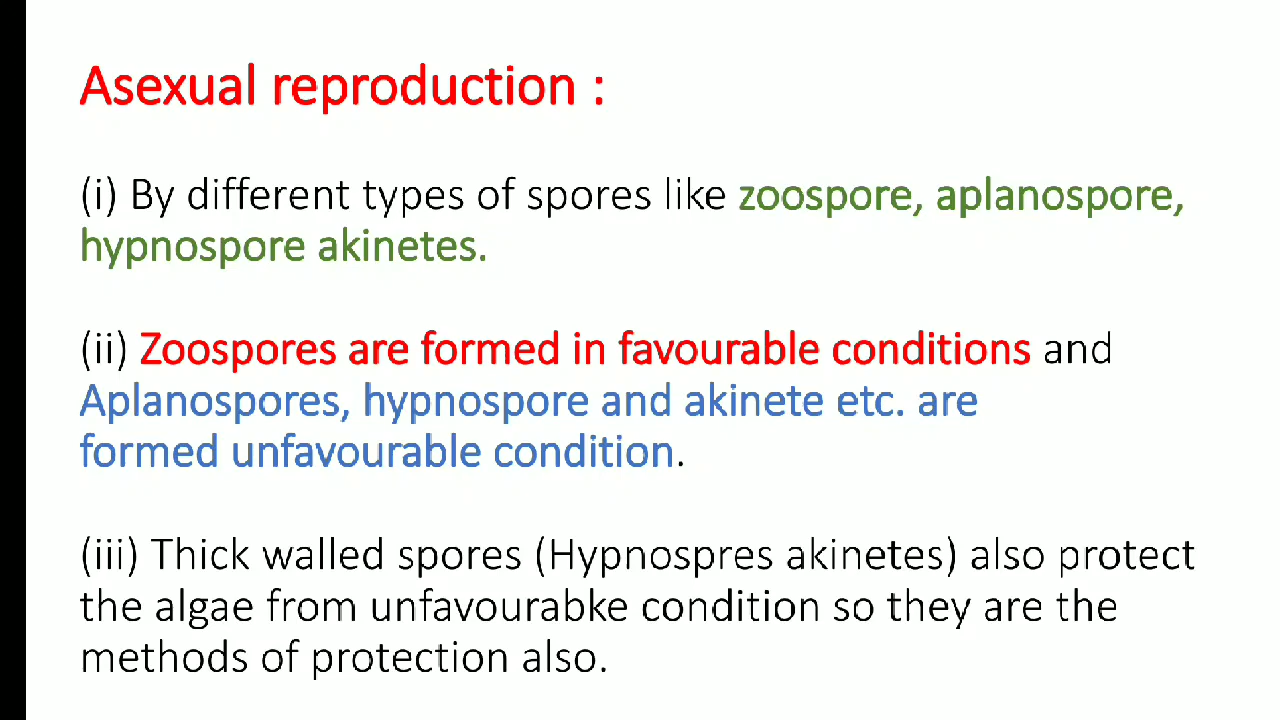 Asexual reproduction :
(i) By different types of spores like zoospore, aplanospore,
hypnospore akinetes.
(ii) Zoospores are formed in favourable conditions and
Aplanospores, hypnospore and akinete etc. are
formed unfavourable condition.
(iii) Thick walled spores (Hypnospres akinetes) also protect
the algae from unfavourabke condition so they are the
methods of protection also.